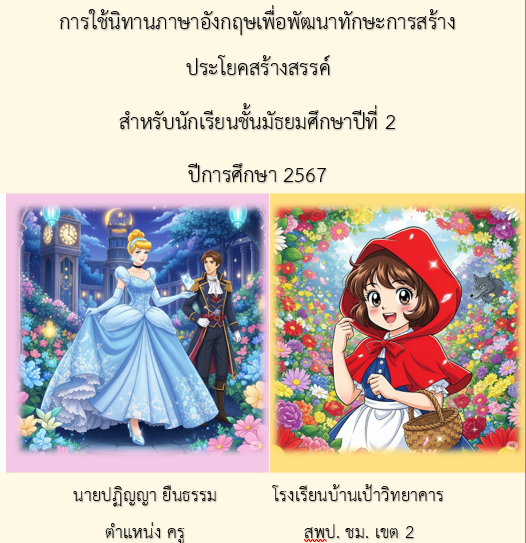 การใช้นิทานภาษาอังกฤษเพื่อพัฒนาทักษะการสร้าง
ประโยคสร้างสรรค์
สำหรับนักเรียนชั้นมัธยมศึกษาปีที่ 2
ปีการศึกษา 2567
นายปฏิญญา ยืนธรรม
โรงเรียนบ้านเป้าวิทยาคาร
ตำแหน่ง ครู
สพป. ชม. เขต 2